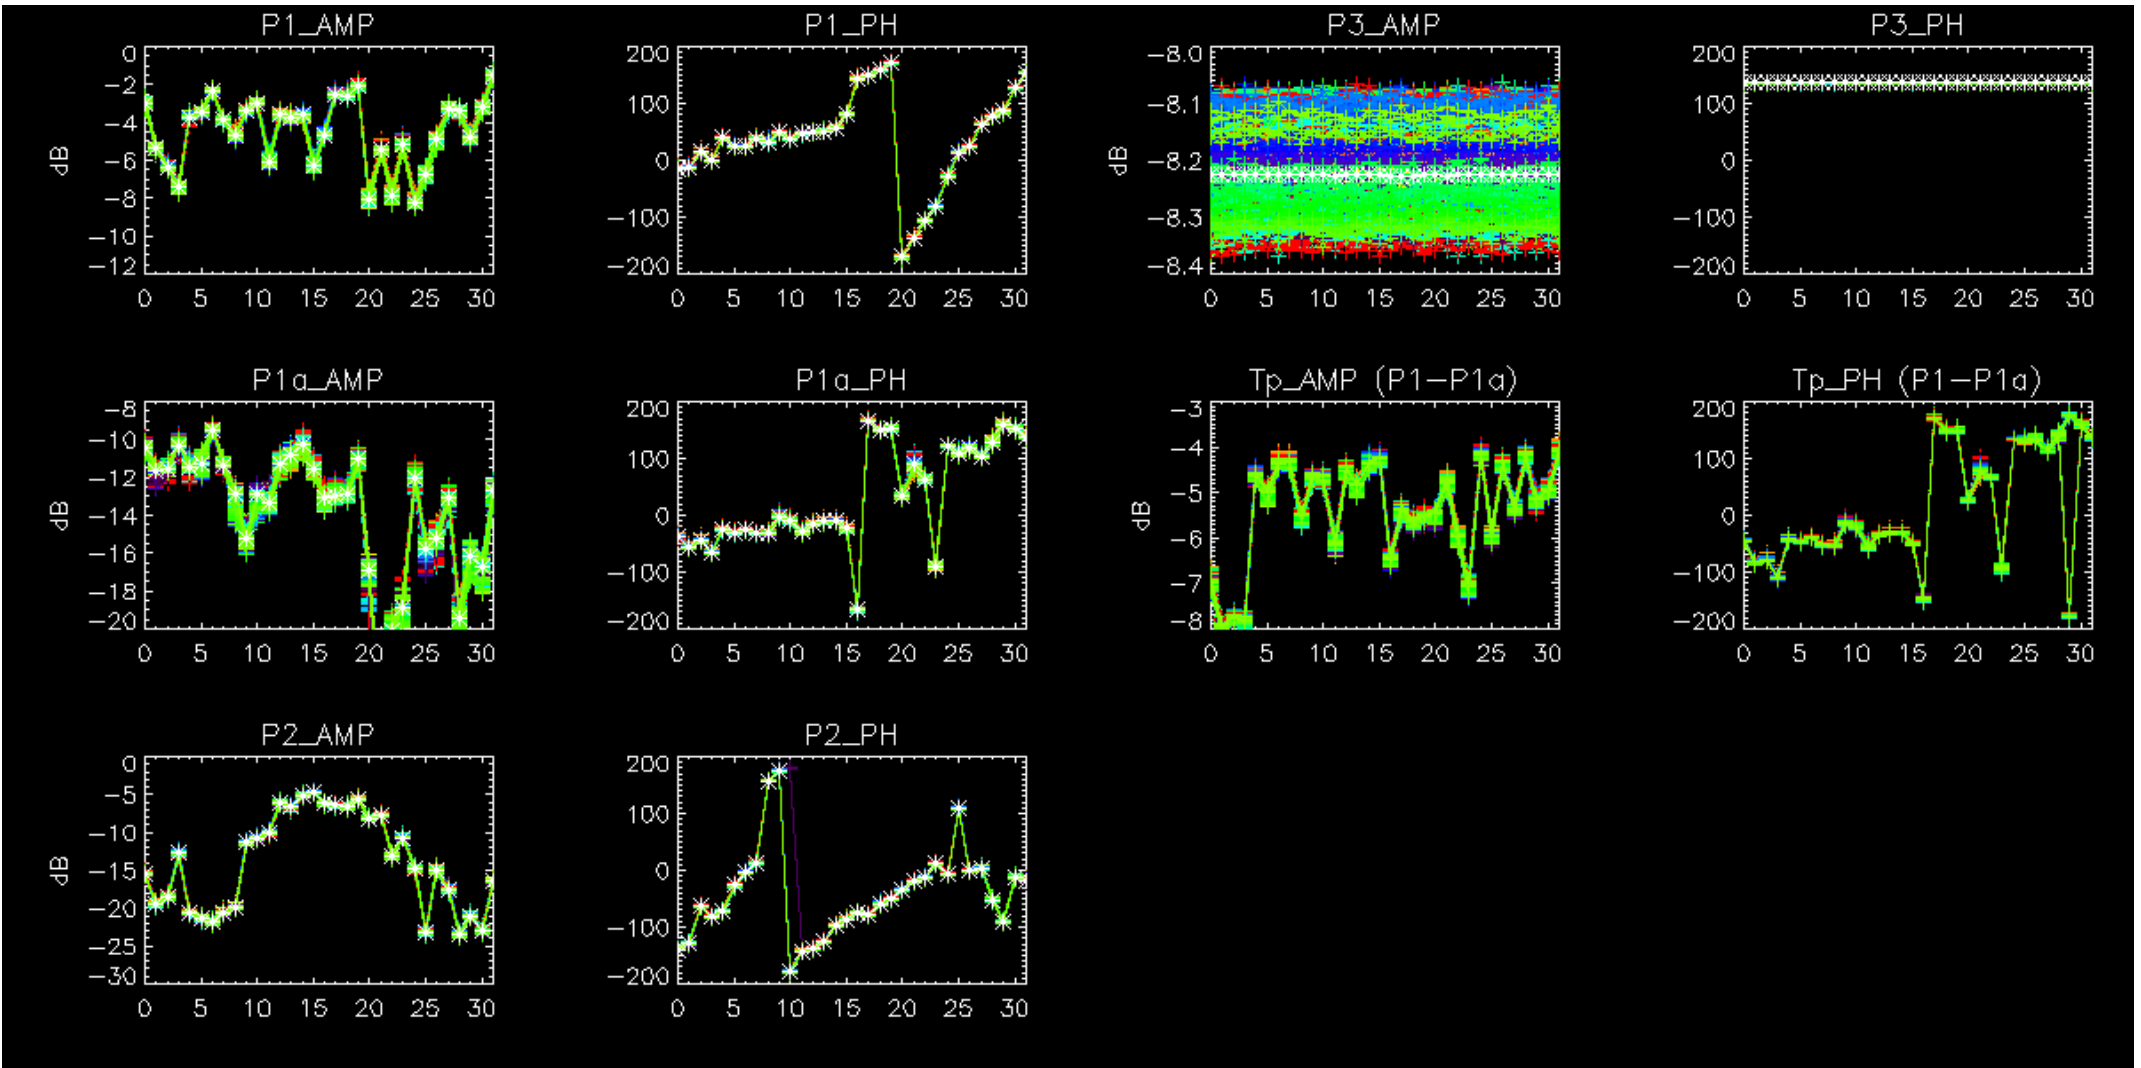 P1_AMP
0
−2
−4
−6
−8
−10
−12
dB
0 5 10 15 20 25 30
P1_PH
200
100
0
−100
−200
0 5 10 15 20 25 30
P3_AMP
−8.0
−8.1
−8.2
−8.3
−8.4
dB
0 5 10 15 20 25 30
P3_PH
200
100
0
−100
−200
0 5 10 15 20 25 30
P1a_AMP
−8
−10
−12
−14
−16
−18
−20
dB
0 5 10 15 20 25 30
P1a_PH
200
100
0
−100
−200
0 5 10 15 20 25 30
Tp_AMP (P1−P1a)
−3
−4
−5
−6
−7
−8
dB
0 5 10 15 20 25 30
Tp_PH (P1−P1a)
200
100
0
−100
−200
0 5 10 15 20 25 30
P2_AMP
0
−5
−10
−15
−20
−25
−30
dB
0 5 10 15 20 25 30
P2_PH
200
100
0
−100
−200
0 5 10 15 20 25 30